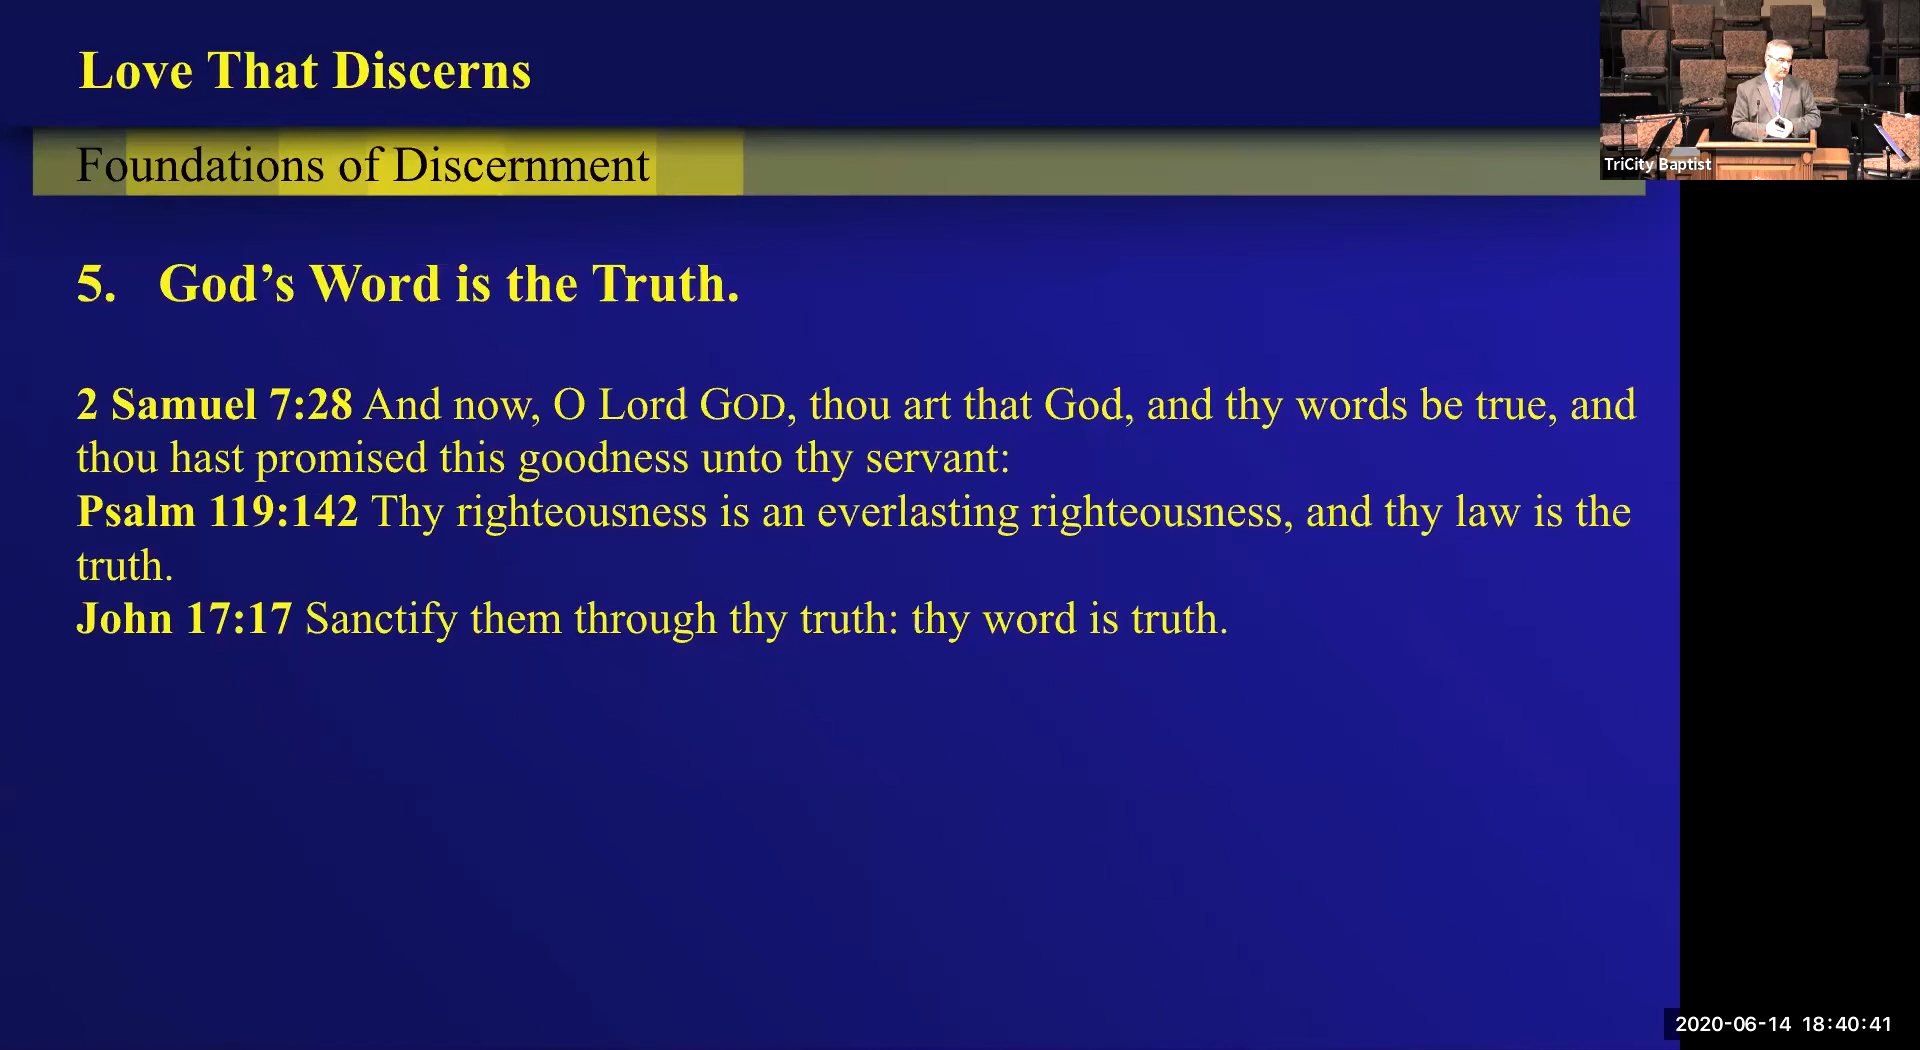 Love That Discerns
Foundations of Discernment
TriCity Baptist
5. God’s Word is the Truth.
2 Samuel 7:28 And now, O Lord GOD, thou art that God, and thy words be true, and
thou hast promised this goodness unto thy servant:
Psalm 119:142 Thy righteousness is an everlasting righteousness, and thy law is the
truth.
John 17:17 Sanctify them through thy truth: thy word is truth.
2020-06-14 18:40:41